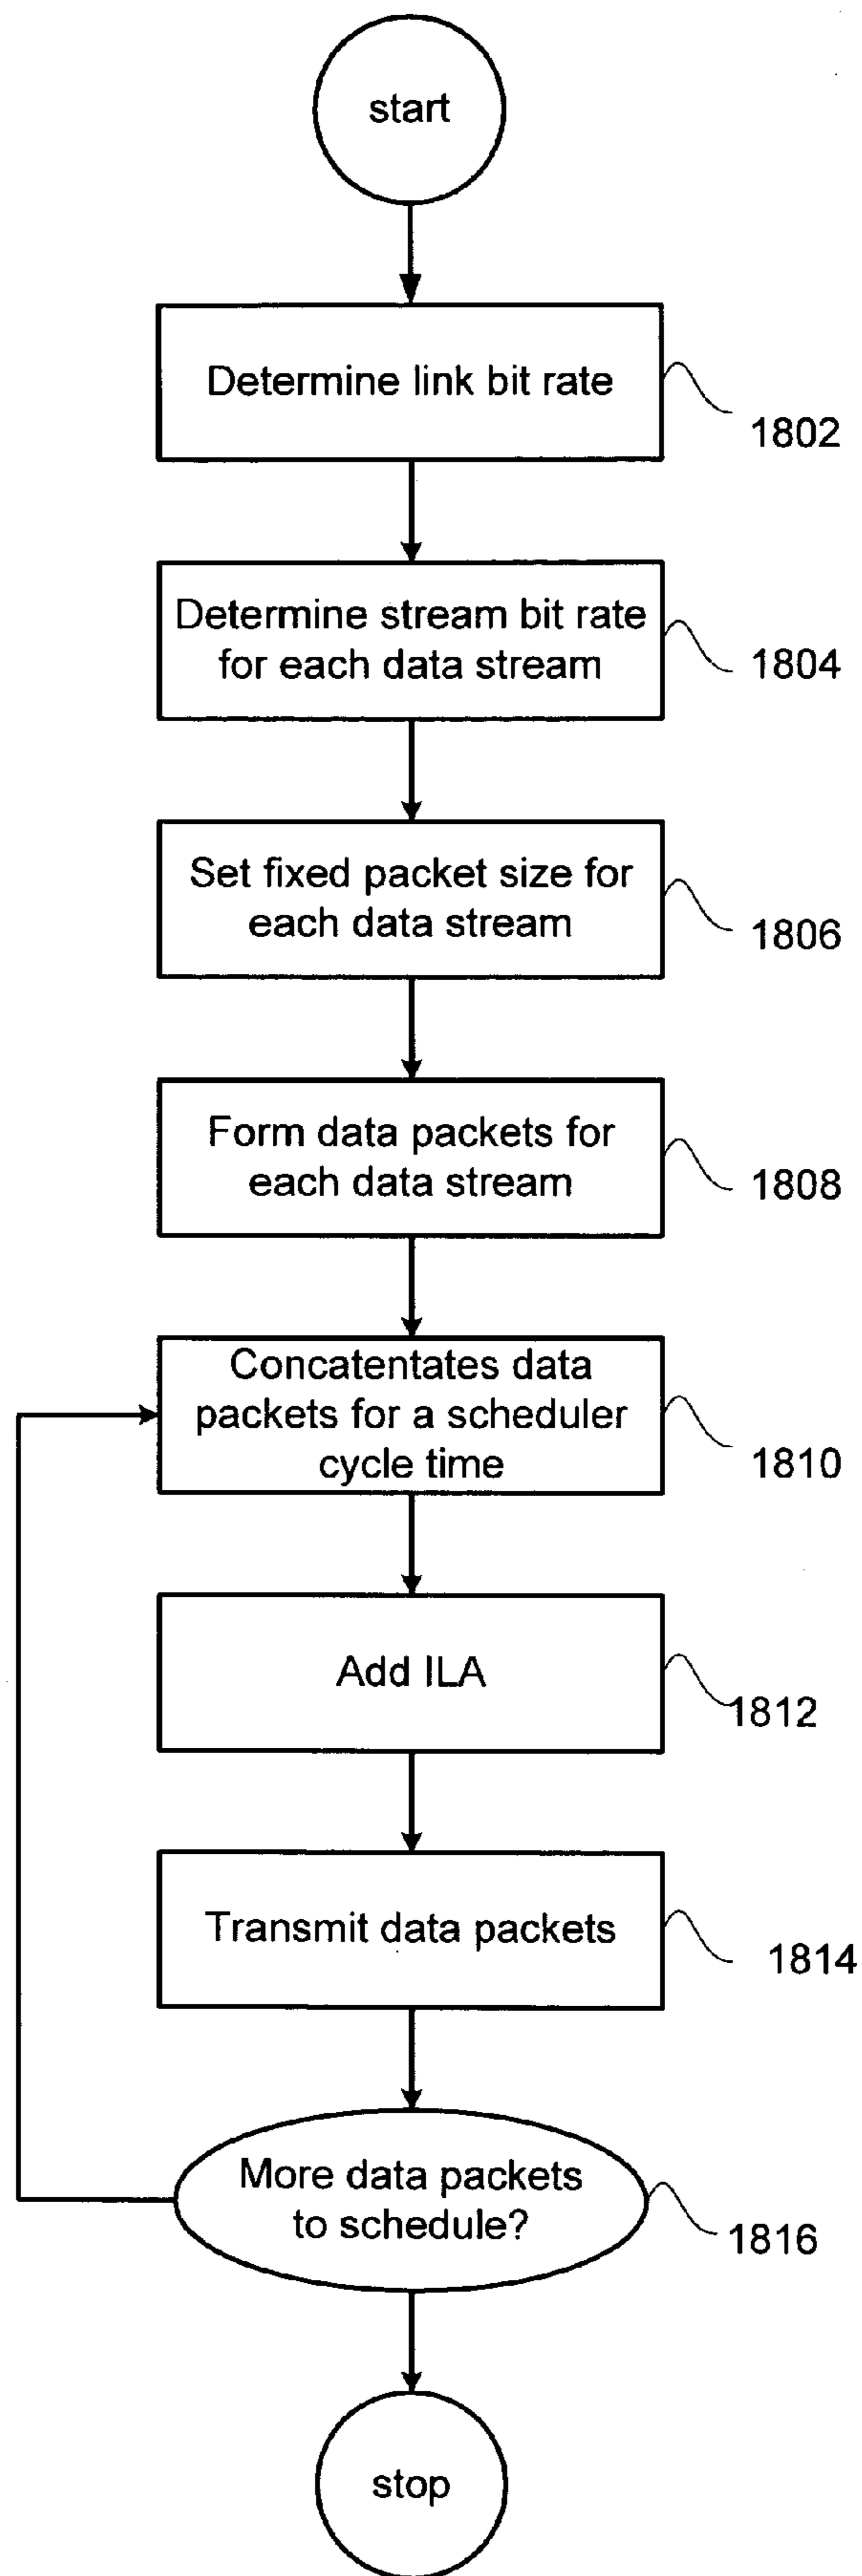 start
Determine link bit rate
1802
Determine stream bit rate
for each data stream
1804
Set fixed packet size for
each data stream
1806
Form data packets for
each data stream
1808
Concatentates data
packets for a scheduler
cycle time
1810
Add ILA
1812
Transmit data packets
1814
More data packets
to schedule?
1816
stop